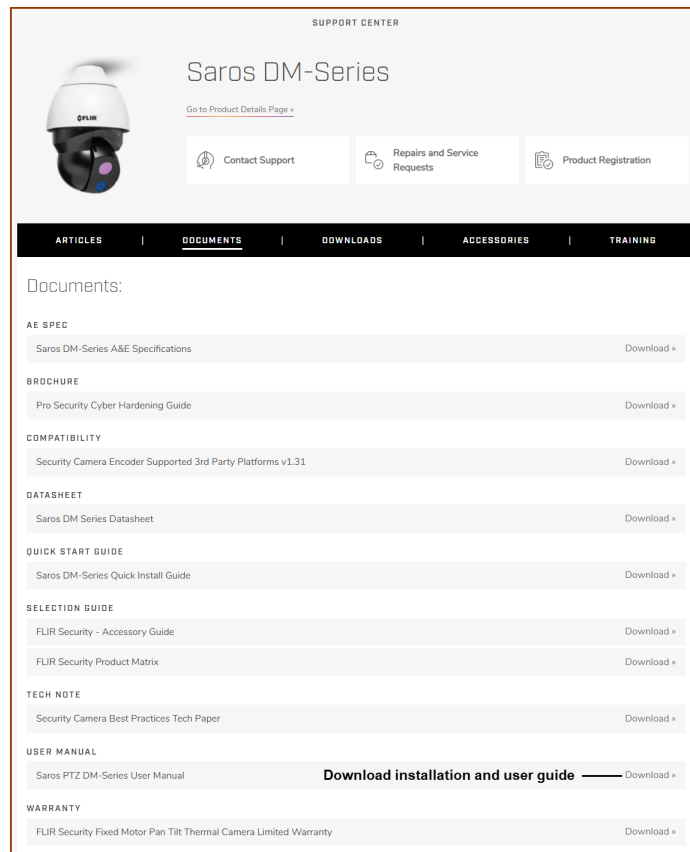 SUPPORT CENTER
Saros DM-Series
Go to Product Details Page »
FLIR
Contact Support
Repairs and Service
Requests
Product Registration
ARTICLES | DOCUMENTS | DOWNLOADS | ACCESSORIES | TRAINING
Documents:
AE SPEC
Saros DM-Series A&E Specifications Download »
BROCHURE
Pro Security Cyber Hardening Guide Download »
COMPATIBILITY
Security Camera Encoder Supported 3rd Party Platforms v1.31 Download »
DATASHEET
Saros DM Series Datasheet Download »
QUICK START GUIDE
Saros DM-Series Quick Install Guide Download »
SELECTION GUIDE
FLIR Security - Accessory Guide Download »
FLIR Security Product Matrix Download »
TECH NOTE
Security Camera Best Practices Tech Paper Download »
USER MANUAL
Saros PTZ DM-Series User Manual Download installation and user guide Download »
WARRANTY
FLIR Security Fixed Motor Pan Tilt Thermal Camera Limited Warranty Download »